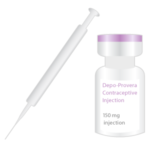 Depo-Provera
Contraceptive
Injection
150 mg
injection